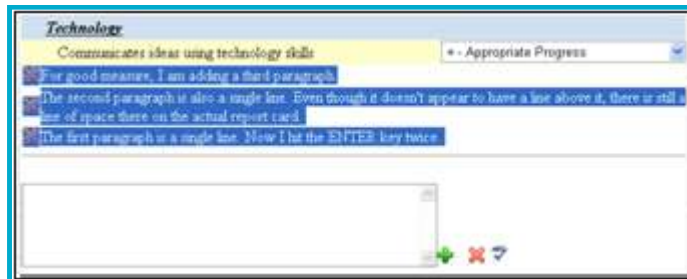 Technology
Communicates ideas using technology skills
+ - Appropriate Progress
For good measure, I am adding a third paragraph.
The second paragraph is also a single line. Even though it doesn't appear to have a line above it, there is still a
line of space there on the actual report card.
The first paragraph is a single line. Now I hit the ENTER key twice.